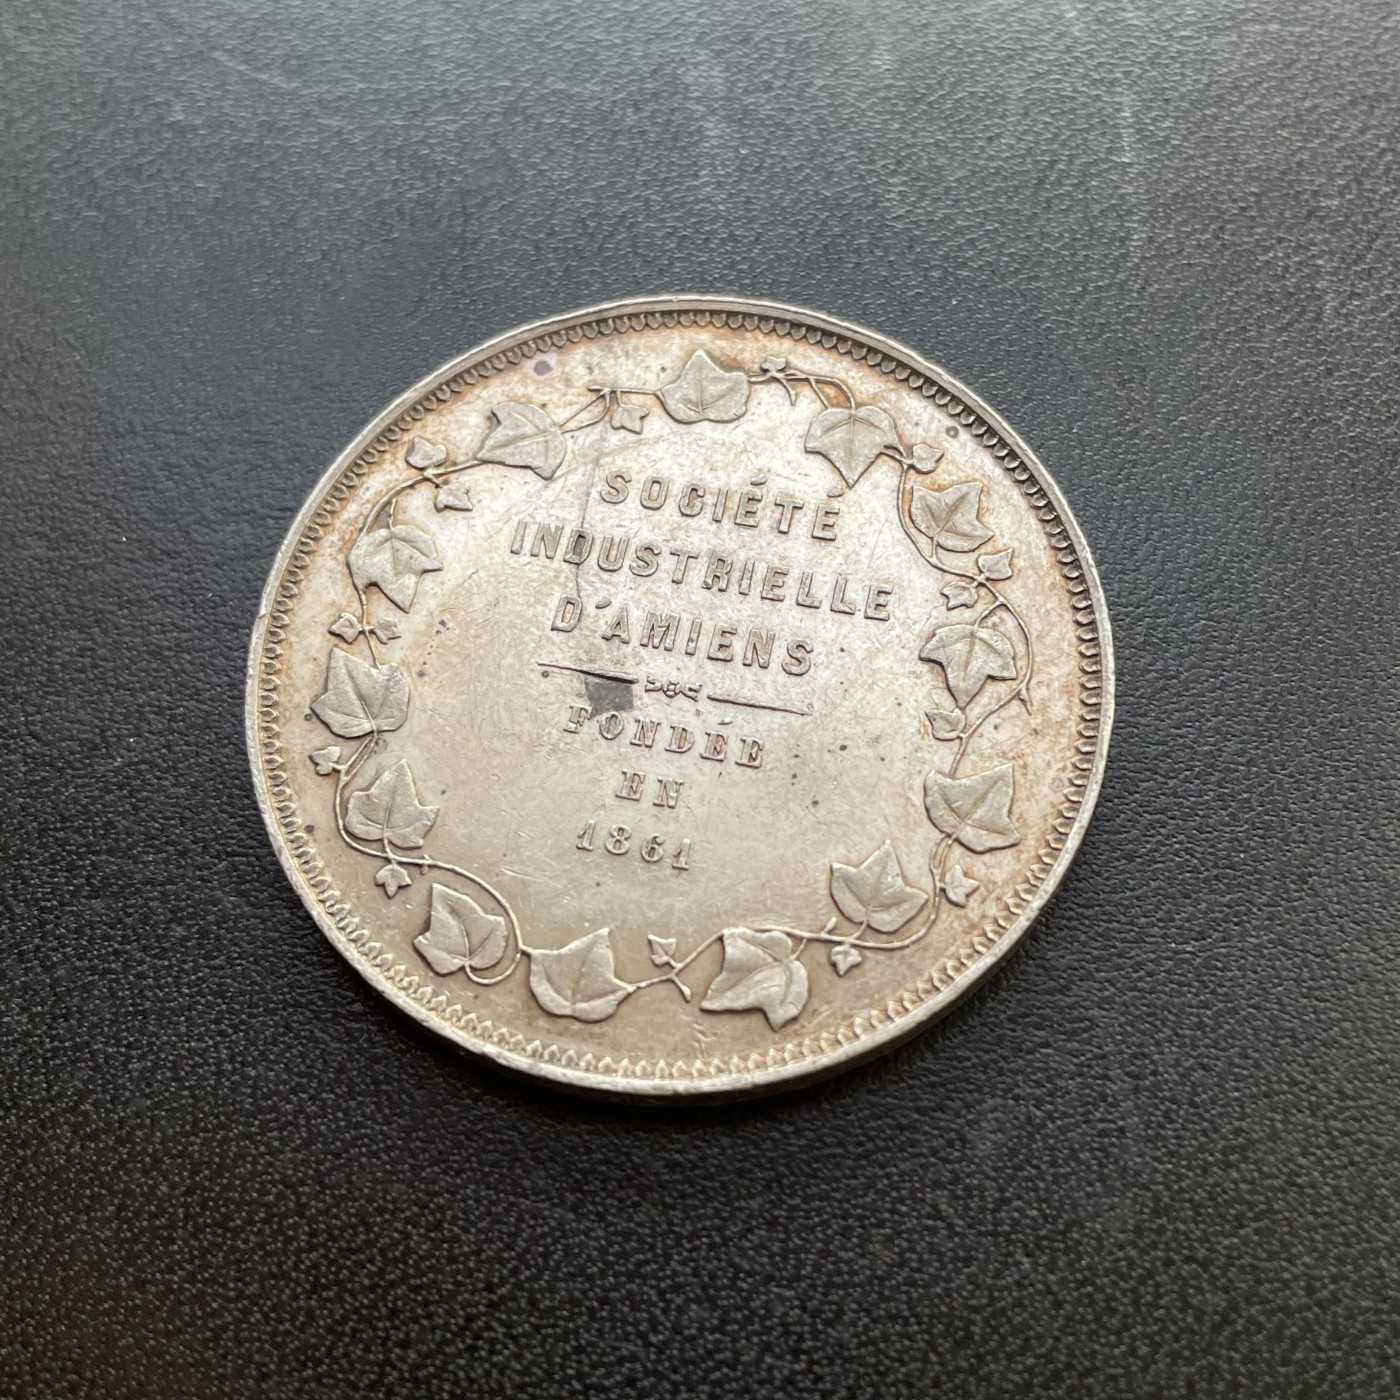 SOCIÉTÉ
INDUSTRIELLE
D'AMIENS
FONDÉE
EN
1861